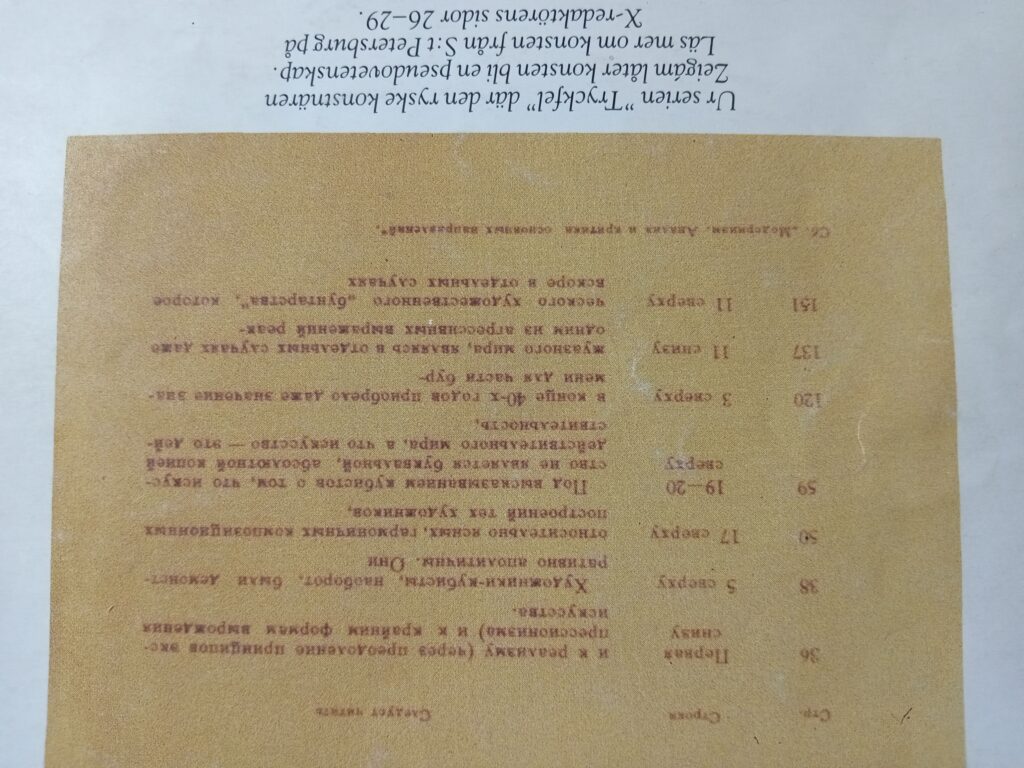 Стр. Строка Следует читать
36 Первая и к реализму (через преодоление принципов экс-
снизу прессионизма) и к крайним формам вырождения
искусства.
38 5 сверху Художники-кубисты, наоборот, были демонст-
ративно аполитичны. Они
50 17 сверху относительно ясных, гармоничных композиционных
построений тех художников,
59 19—20 Под высказыванием кубистов о том, что искус-
сверху ство не является буквальной, абсолютной копией
действительного мира, а что искусство — это дей-
ствительность,
120 3 сверху в конце 40-х годов приобрело даже значение зна-
мени для части бур-
137 11 снизу жуазного мира, являясь в отдельных случаях даже
одним из агрессивных выражений реак-
151 11 сверху ческого художественного „бунтарства", которое
вскоре в отдельных случаях
Сб. „Модернизм. Анализ и критика основных направлений".
Ur serien "Tryckfel" där den ryske konstnären
Zeigám låter konsten bli en pseudovetenskap.
Läs mer om konsten från S:t Petersburg på
X-redaktörens sidor 26–29.